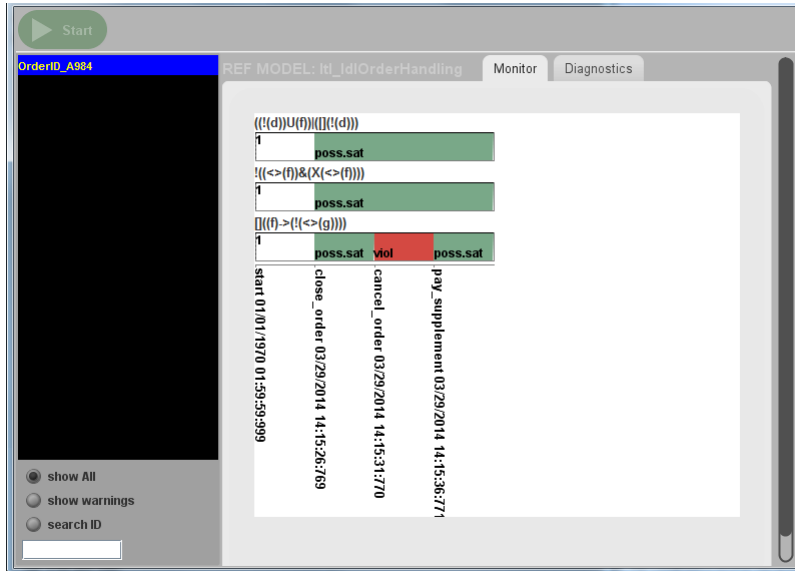 Start
OrderID_A984
REF MODEL: ltl_ldlOrderHandling
Monitor
Diagnostics
((!(d))U(f))|([](!(d)))
1
poss.sat
!((<>(f))&(X(<>(f))))
1
poss.sat
[]((f)->(!(<>(g))))
1
poss.sat
viol
poss.sat
start 01/01/1970 01:59:59:999
close_order 03/29/2014 14:15:26:769
cancel_order 03/29/2014 14:15:31:770
pay_supplement 03/29/2014 14:15:36:771
show All
show warnings
search ID